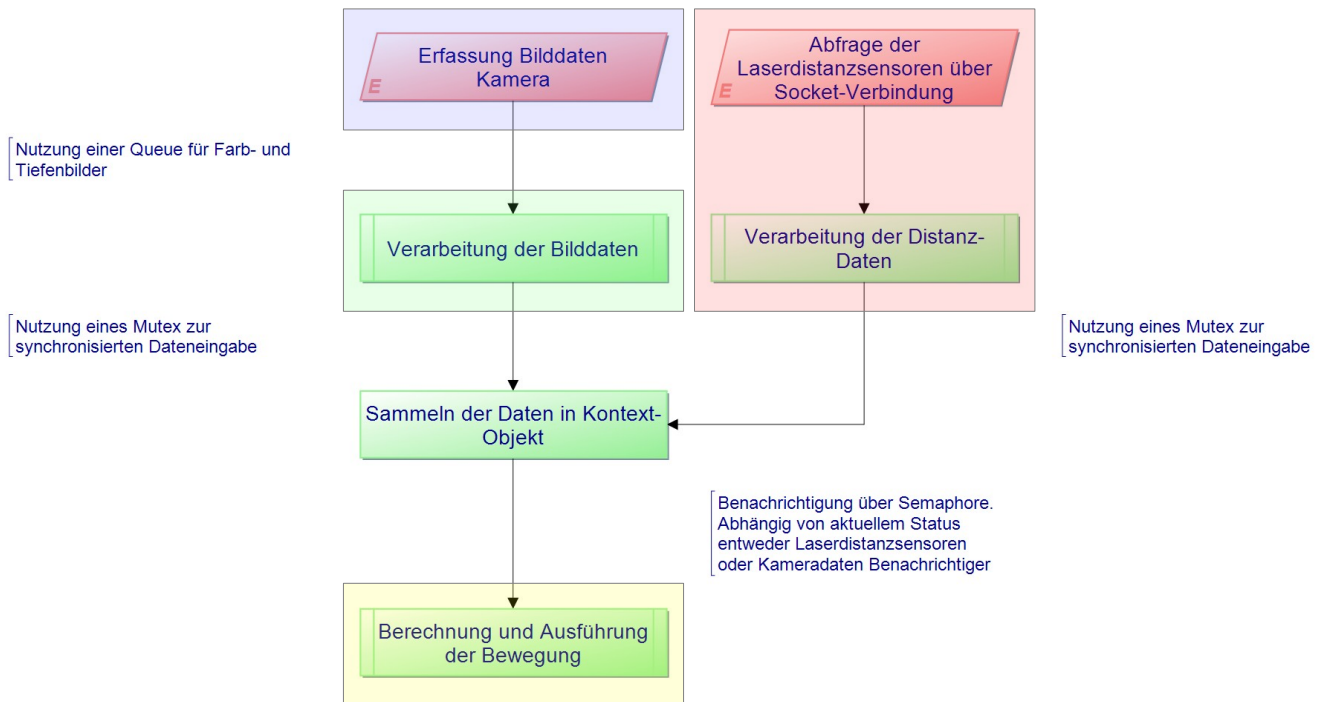 Erfassung Bilddaten
Kamera
E
Abfrage der
Laserdistanzsensoren über
Socket-Verbindung
E
Nutzung einer Queue für Farb- und
Tiefenbilder
Verarbeitung der Bilddaten
Verarbeitung der Distanz-
Daten
Nutzung eines Mutex zur
synchronisierten Dateneingabe
Nutzung eines Mutex zur
synchronisierten Dateneingabe
Sammeln der Daten in Kontext-
Objekt
Benachrichtigung über Semaphore.
Abhängig von aktuellem Status
entweder Laserdistanzsensoren
oder Kameradaten Benachrichtiger
Berechnung und Ausführung
der Bewegung